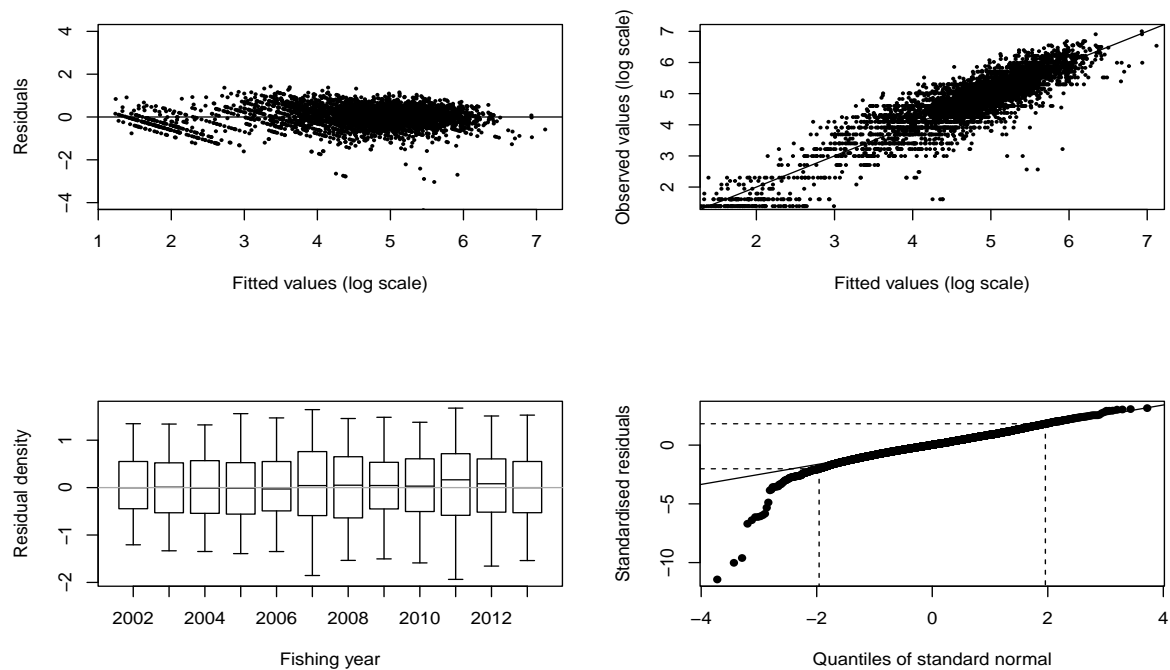 Residuals
4
2
0
−2
−4
1 2 3 4 5 6 7
Fitted values (log scale)
Observed values (log scale)
7
6
5
4
3
2
2 3 4 5 6 7
Fitted values (log scale)
Residual density
1
0
−1
−2
2002 2004 2006 2008 2010 2012
Fishing year
Standardised residuals
0
−5
−10
−4 −2 0 2 4
Quantiles of standard normal